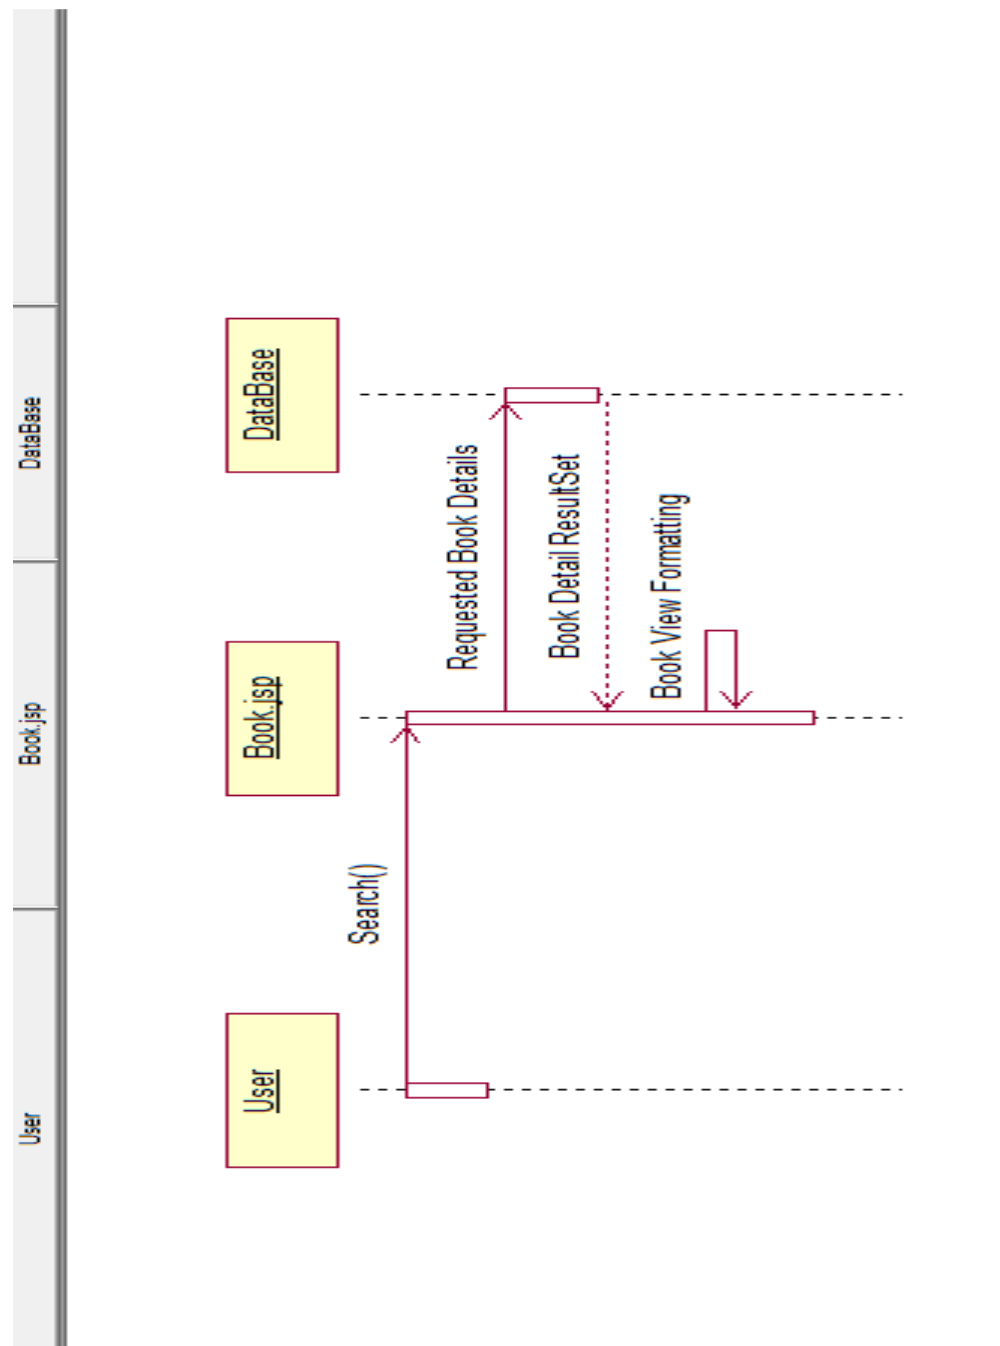 User
Book.jsp
DataBase
User
Book.jsp
DataBase
Search()
Requested Book Details
Book Detail ResultSet
Book View Formatting